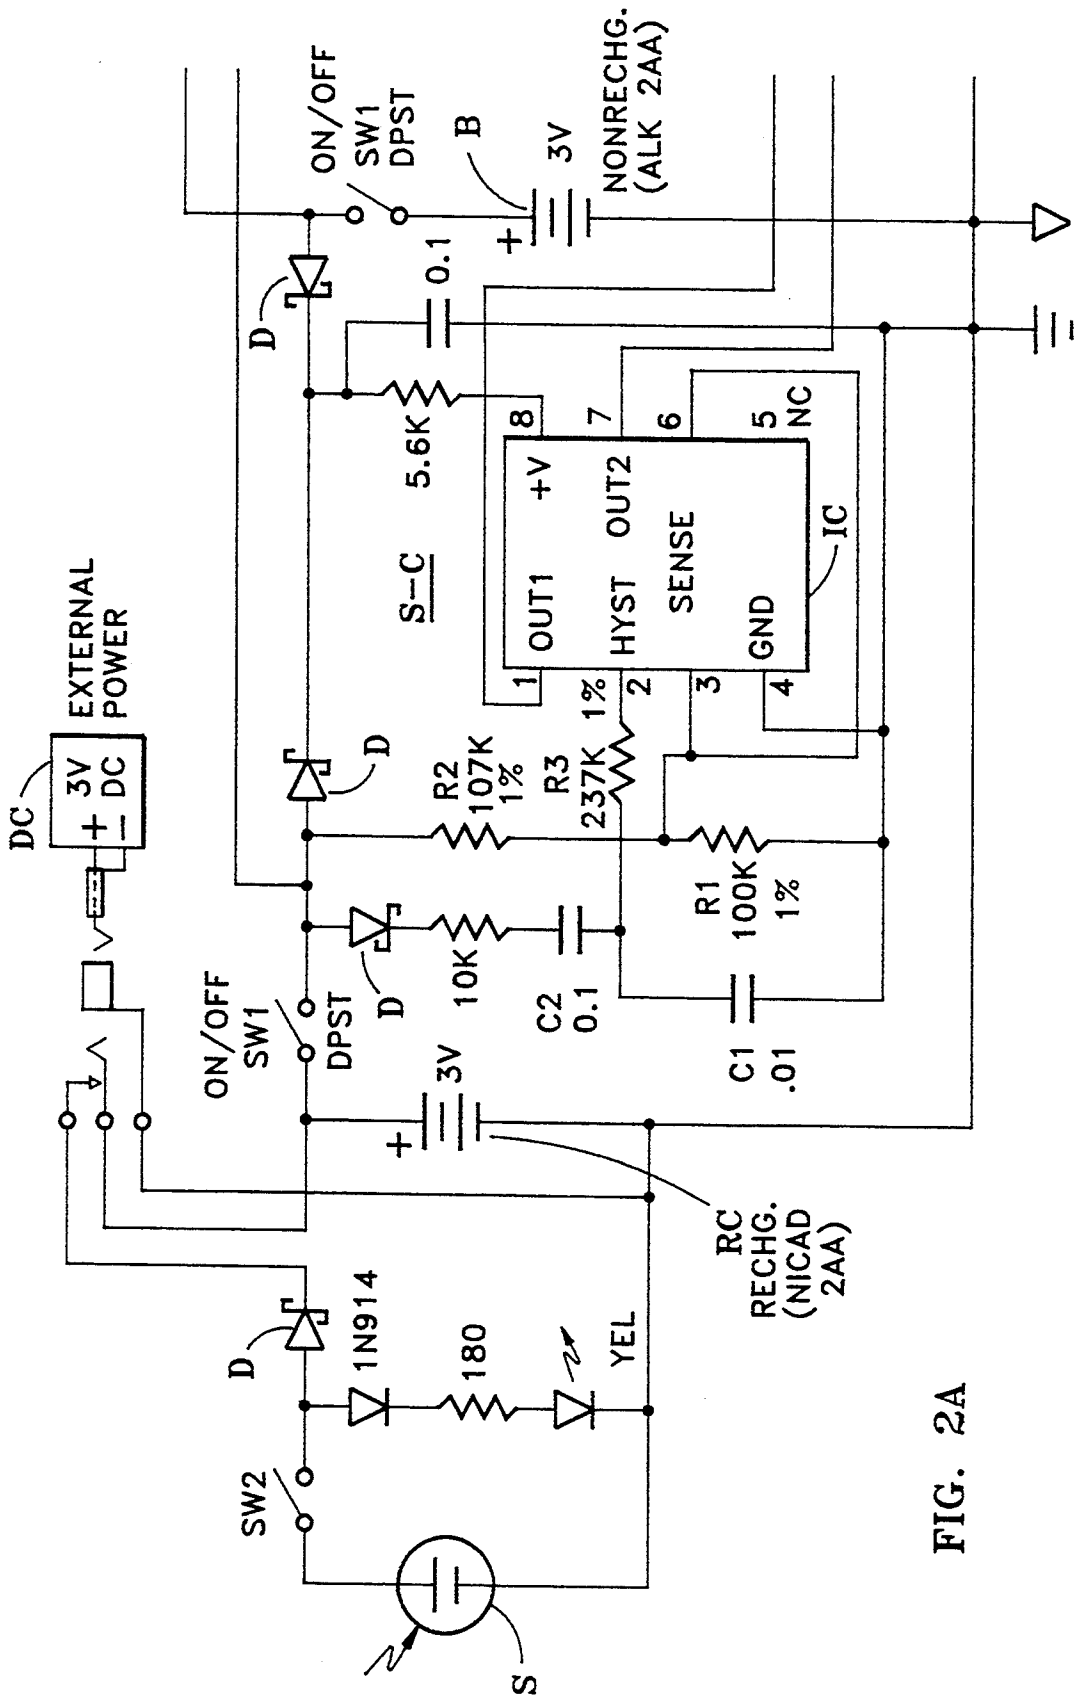 DC
+ 3V
− DC
EXTERNAL
POWER
ON/OFF
SW1
DPST
D
ON/OFF
SW1
DPST
B
+
3V
NONRECHG.
(ALK 2AA)
D
0.1
5.6K
S-C
D
R2
107K
1%
R3
237K
1%
D
10K
C2
0.1
R1
100K
1%
C1
.01
1
2
3
4
OUT1
HYST
SENSE
GND
+V
OUT2
8
7
6
5
NC
IC
+
3V
RC
RECHG.
(NICAD
2AA)
D
1N914
180
YEL
SW2
S
FIG. 2A